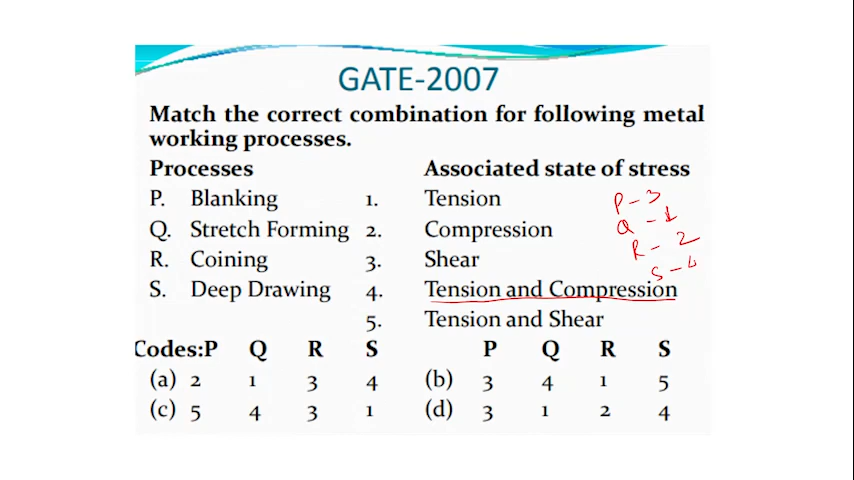 GATE-2007
Match the correct combination for following metal
working processes.
Processes Associated state of stress
P. Blanking 1. Tension
Q. Stretch Forming 2. Compression
R. Coining 3. Shear
S. Deep Drawing 4. Tension and Compression
5. Tension and Shear
P - 3
Q - 1
R - 2
S - 4
Codes:P Q R S P Q R S
(a) 2 1 3 4 (b) 3 4 1 5
(c) 5 4 3 1 (d) 3 1 2 4